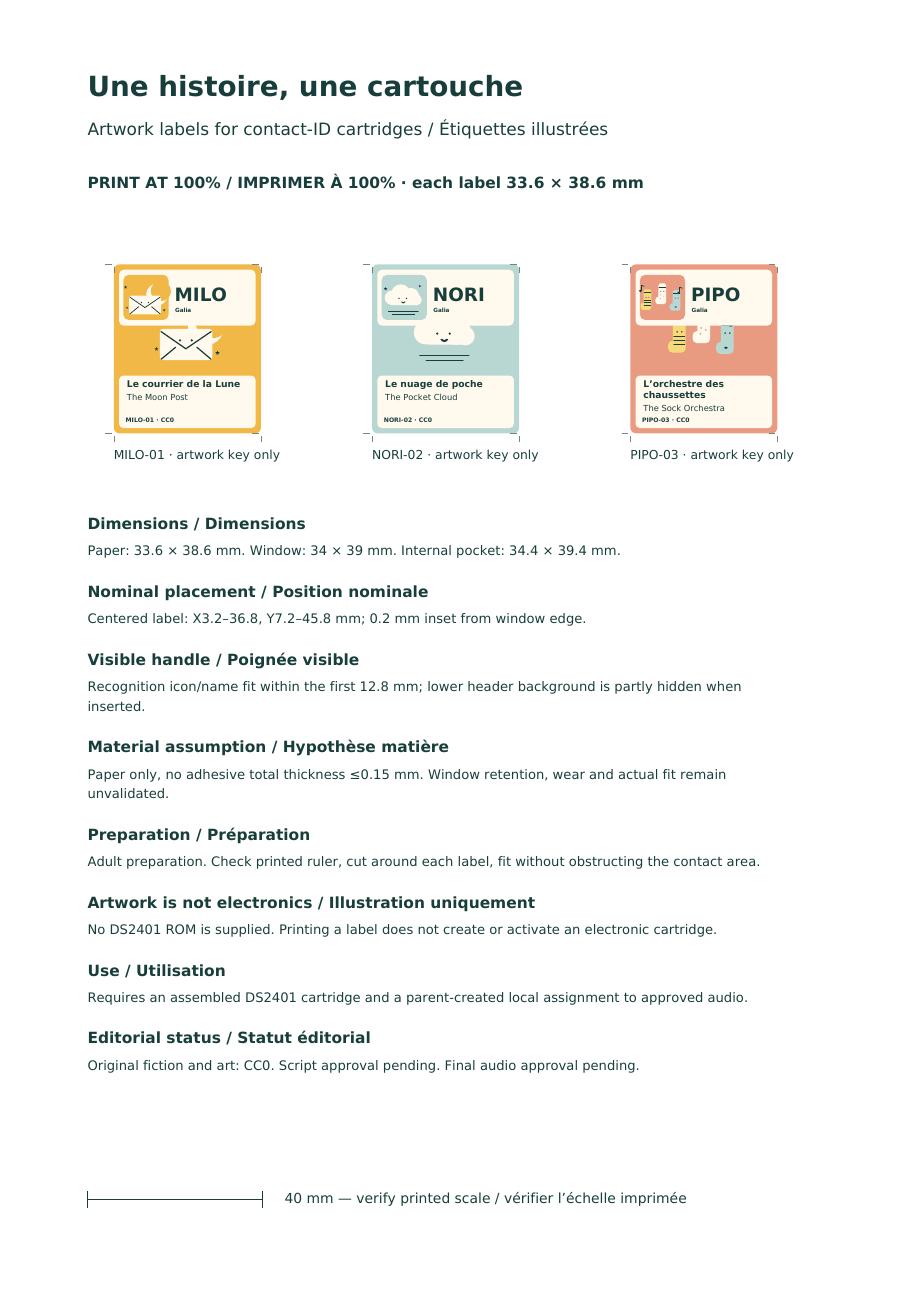 Une histoire, une cartouche
Artwork labels for contact-ID cartridges / Étiquettes illustrées
PRINT AT 100% / IMPRIMER À 100% · each label 33.6 × 38.6 mm
MILO
Galia
Le courrier de la Lune
The Moon Post
MILO-01 · CC0
MILO-01 · artwork key only
NORI
Galia
Le nuage de poche
The Pocket Cloud
NORI-02 · CC0
NORI-02 · artwork key only
PIPO
Galia
L’orchestre des
chaussettes
The Sock Orchestra
PIPO-03 · CC0
PIPO-03 · artwork key only
Dimensions / Dimensions
Paper: 33.6 × 38.6 mm. Window: 34 × 39 mm. Internal pocket: 34.4 × 39.4 mm.
Nominal placement / Position nominale
Centered label: X3.2–36.8, Y7.2–45.8 mm; 0.2 mm inset from window edge.
Visible handle / Poignée visible
Recognition icon/name fit within the first 12.8 mm; lower header background is partly hidden when
inserted.
Material assumption / Hypothèse matière
Paper only, no adhesive total thickness ≤0.15 mm. Window retention, wear and actual fit remain
unvalidated.
Preparation / Préparation
Adult preparation. Check printed ruler, cut around each label, fit without obstructing the contact area.
Artwork is not electronics / Illustration uniquement
No DS2401 ROM is supplied. Printing a label does not create or activate an electronic cartridge.
Use / Utilisation
Requires an assembled DS2401 cartridge and a parent-created local assignment to approved audio.
Editorial status / Statut éditorial
Original fiction and art: CC0. Script approval pending. Final audio approval pending.
40 mm — verify printed scale / vérifier l’échelle imprimée